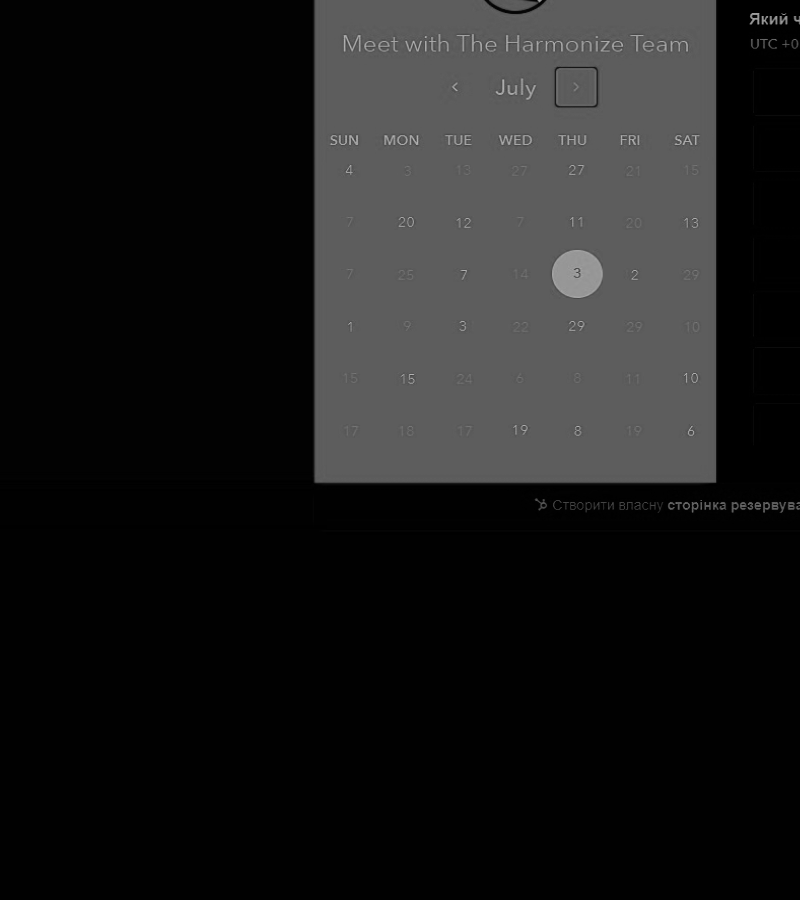 Який
Meet with The Harmonize Team
UTC +0
July
SUN MON TUE WED THU FRI SAT
4 3 13 27 27 21 15
7 20 12 7 11 20 13
7 25 7 14 3 2 29
1 9 3 22 29 29 10
15 15 24 6 8 11 10
17 18 17 19 8 19 6
Створити власну сторінка